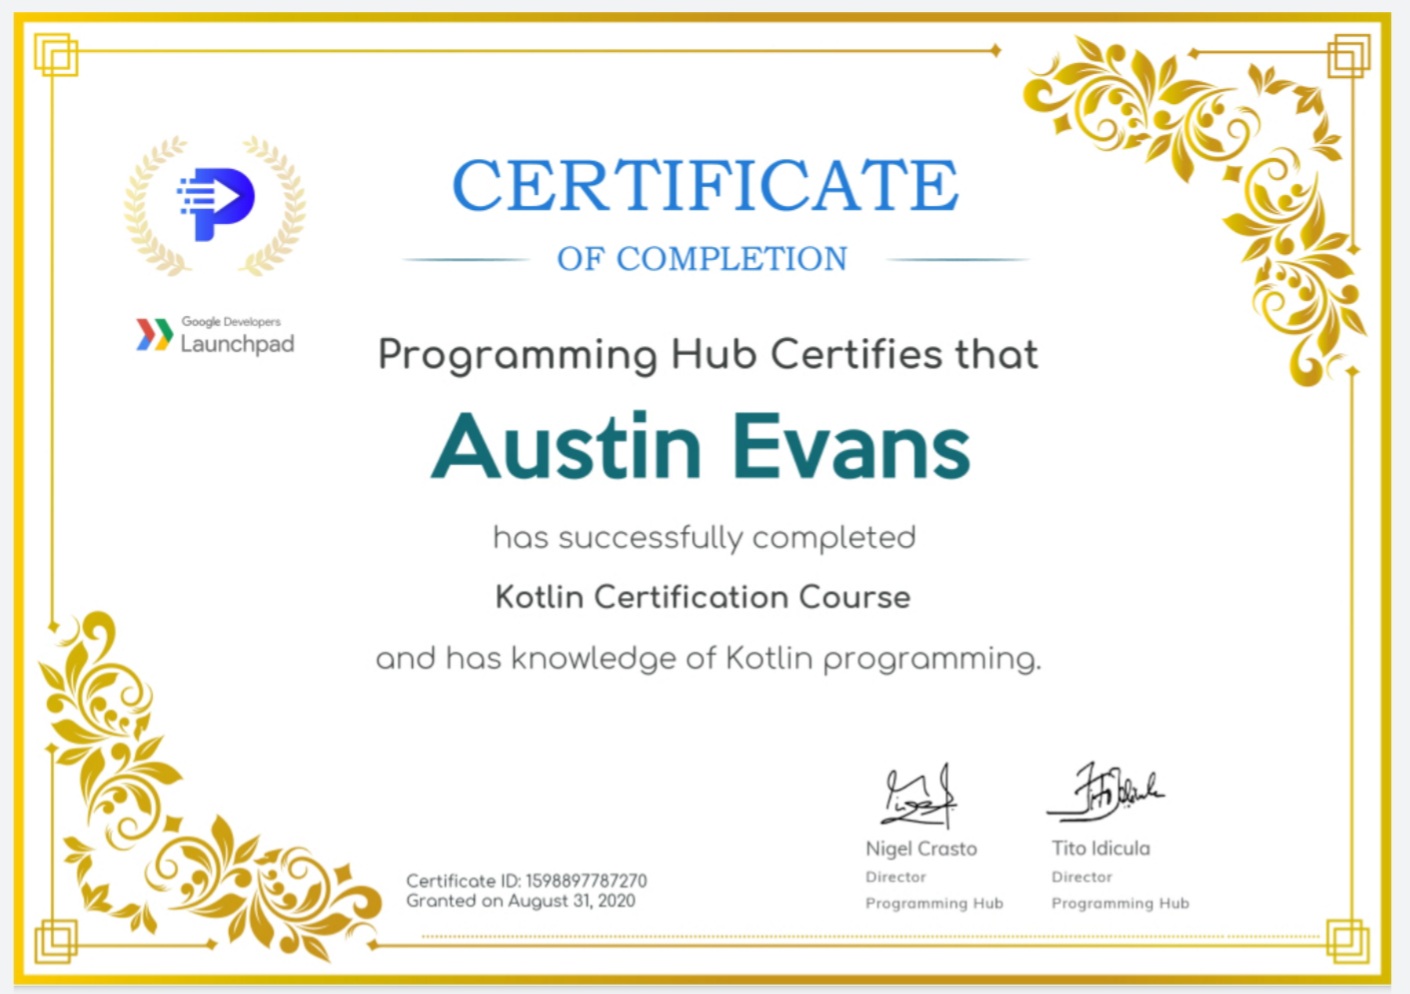 CERTIFICATE
OF COMPLETION
Google Developers
Launchpad
Programming Hub Certifies that
Austin Evans
has successfully completed
Kotlin Certification Course
and has knowledge of Kotlin programming.
Nigel Crasto
Director
Programming Hub
Tito Idicula
Director
Programming Hub
Certificate ID: 1598897787270
Granted on August 31, 2020